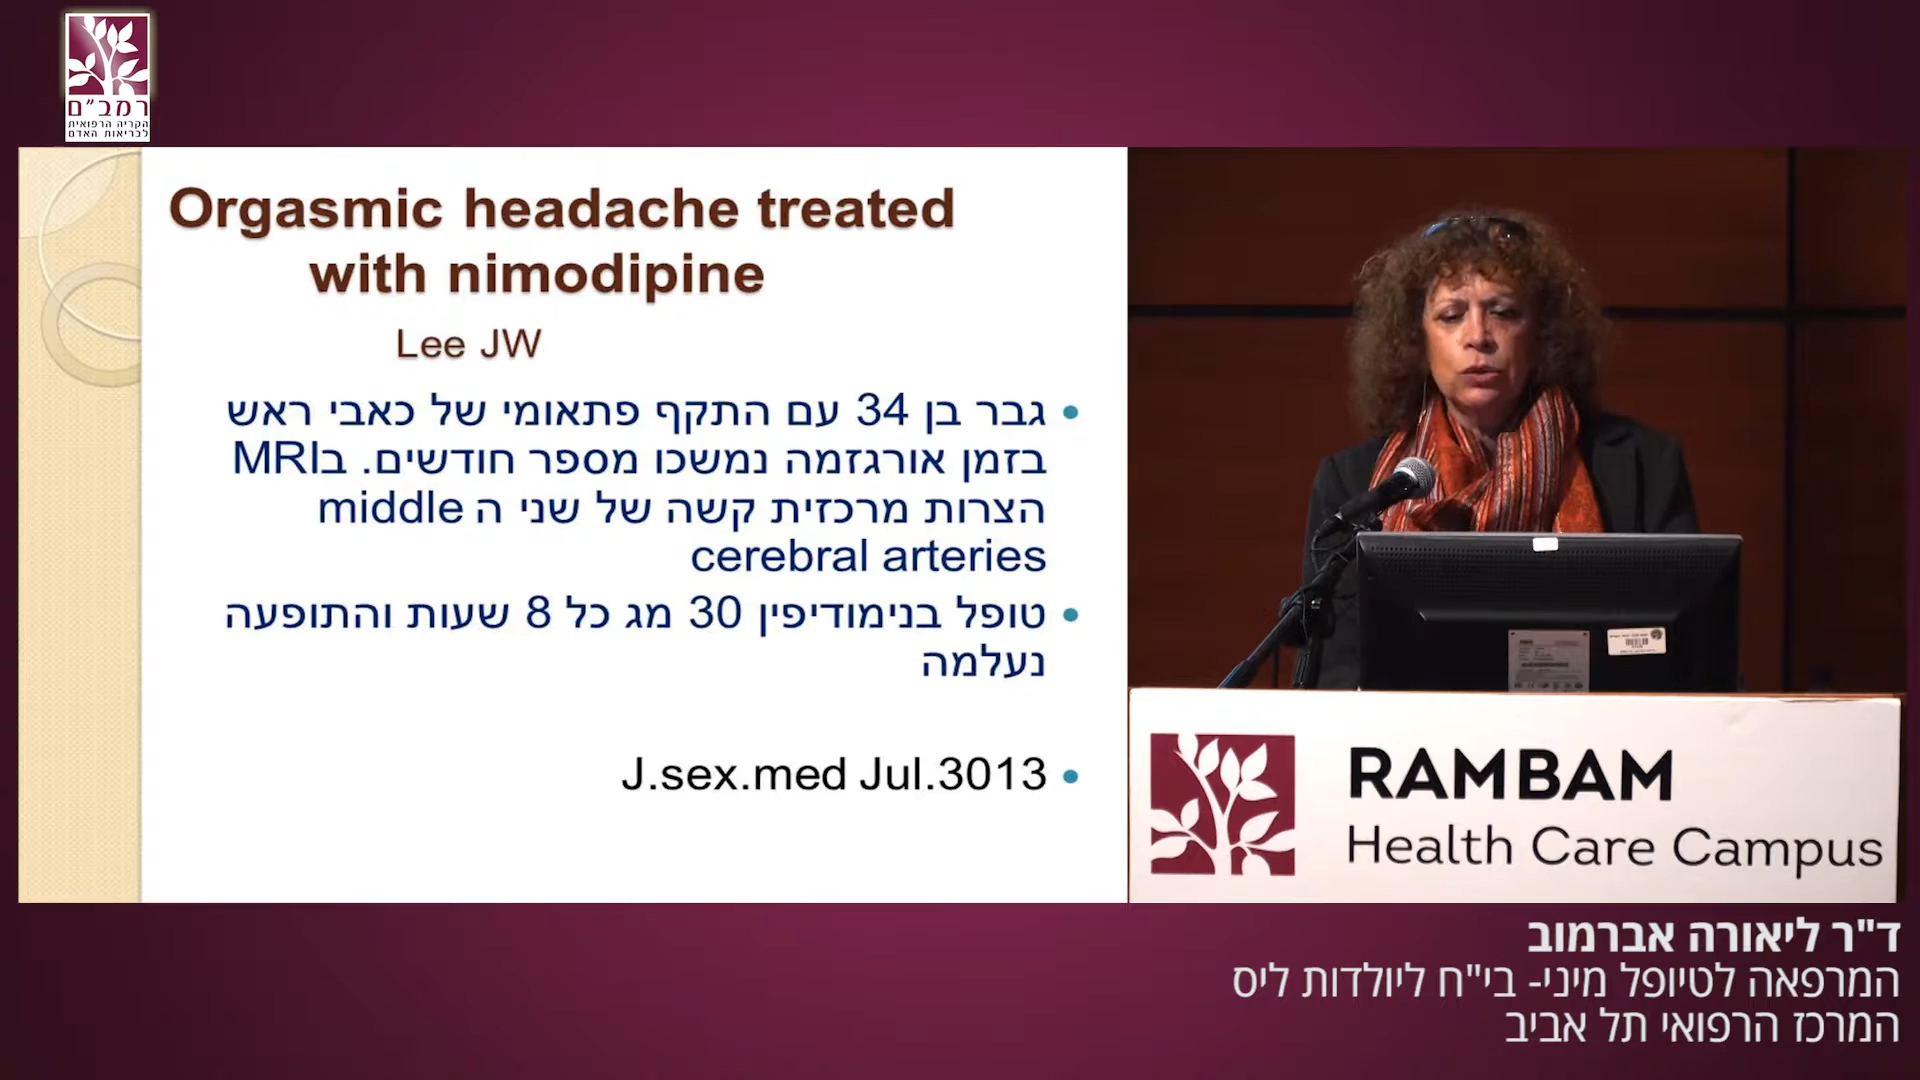 רמב"ם
הקריה הרפואית
לבריאות האדם
Orgasmic headache treated
with nimodipine
Lee JW
• גבר בן 34 עם התקף פתאומי של כאבי ראש
בזמן אורגזמה נמשכו מספר חודשים. בMRI
הצרות מרכזית קשה של שני ה middle
cerebral arteries
• טופל בנימודיפין 30 מג כל 8 שעות והתופעה
נעלמה
• J.sex.med Jul.3013
RAMBAM
Health Care Campus
ד"ר ליאורה אברמוב
המרפאה לטיופל מיני- בי"ח ליולדות ליס
המרכז הרפואי תל אביב